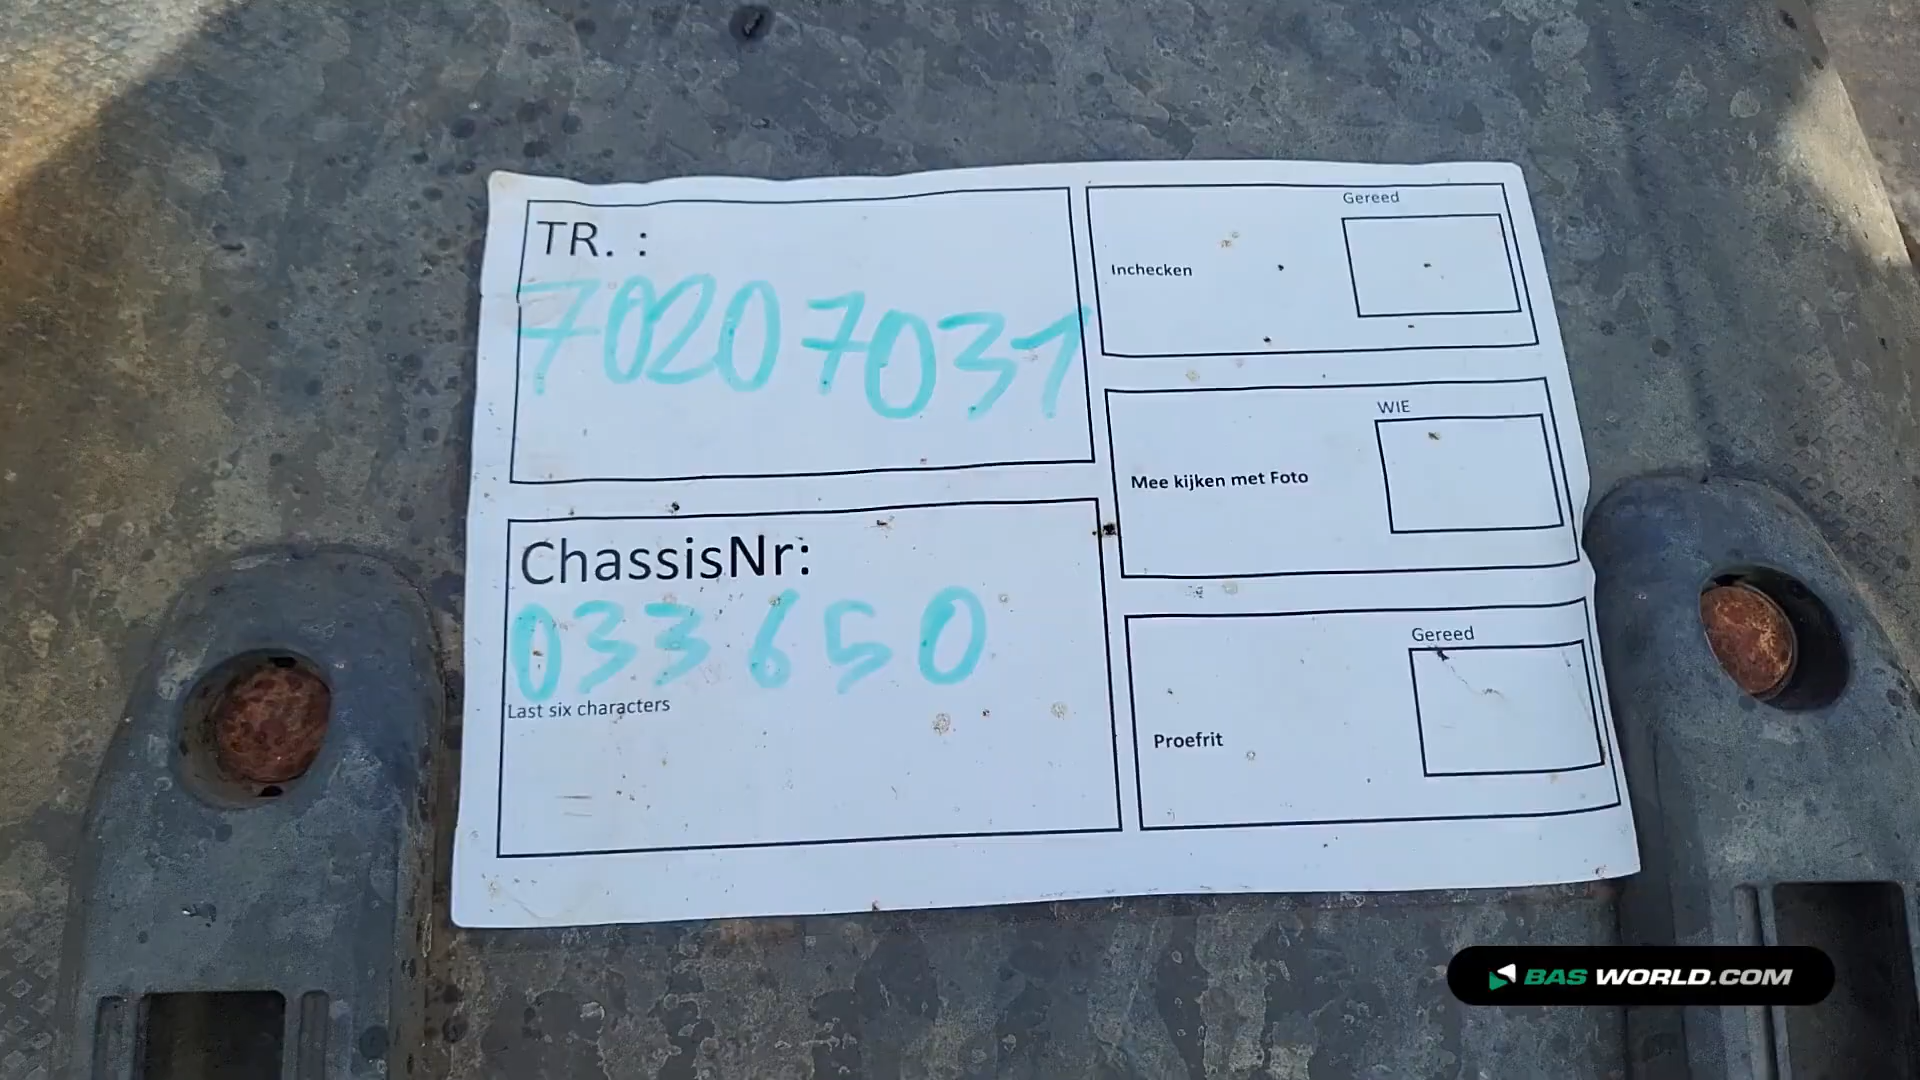 TR. :
70207031
ChassisNr:
033650
Last six characters
Gereed
Inchecken
WIE
Mee kijken met Foto
Gereed
Proefrit
BAS WORLD.COM